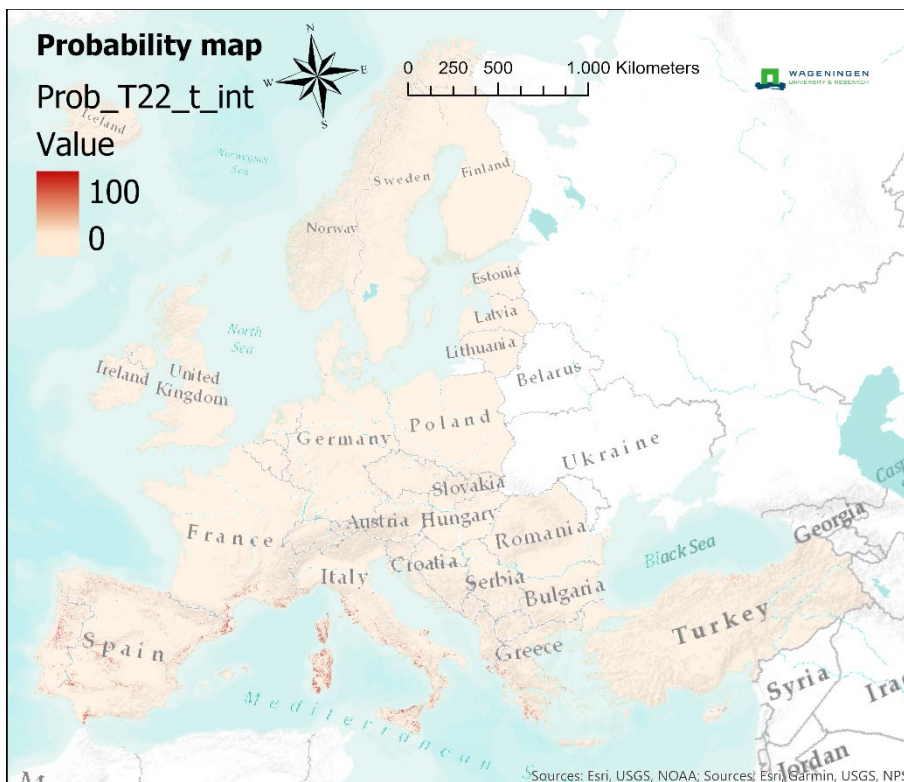 Probability map
Prob_T22_t_int
Value
100
0
N
W
E
S
0 250 500 1.000 Kilometers
WAGENINGEN
UNIVERSITY & RESEARCH
Iceland
Norwegian
Sea
Sweden
Finland
Norway
Estonia
Latvia
Lithuania
North
Sea
Ireland
United
Kingdom
Belarus
Poland
Germany
Ukraine
Slovakia
Austria
Hungary
France
Romania
Croatia
Italy
Serbia
Bulgaria
Black Sea
Georgia
Spain
Greece
Turkey
Syria
Mediterranean
Jordan
Sources: Esri, USGS, NOAA; Sources: Esri, Garmin, USGS, NPS